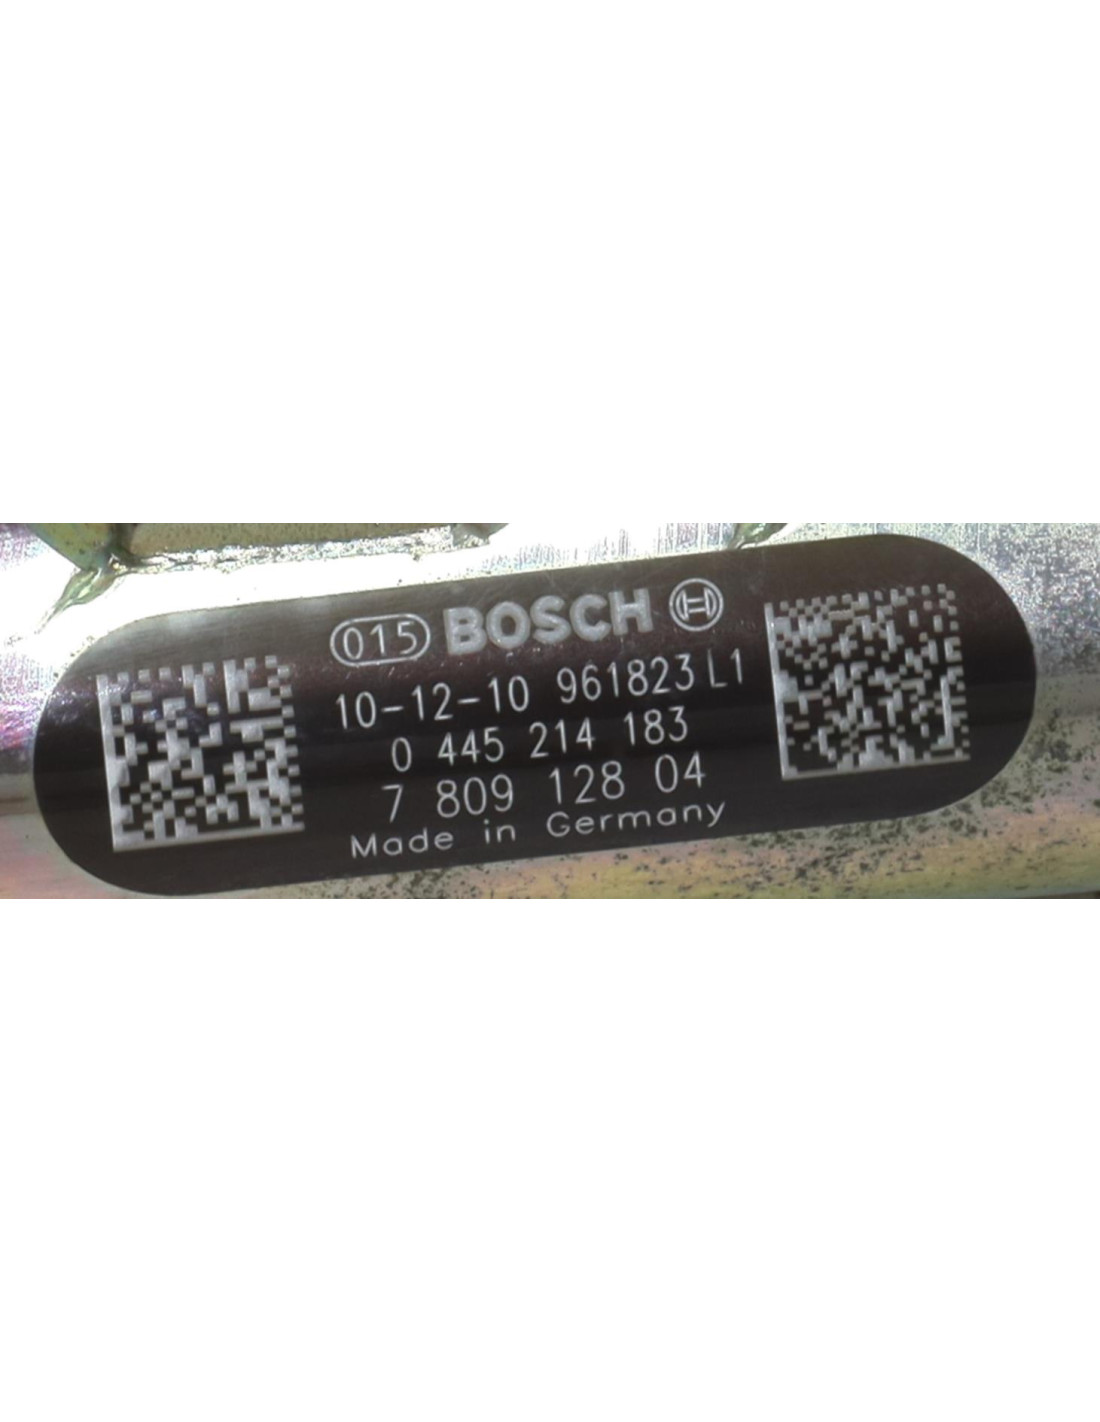 015 BOSCH
10-12-10 961823 L1
0 445 214 183
7 809 128 04
Made in Germany